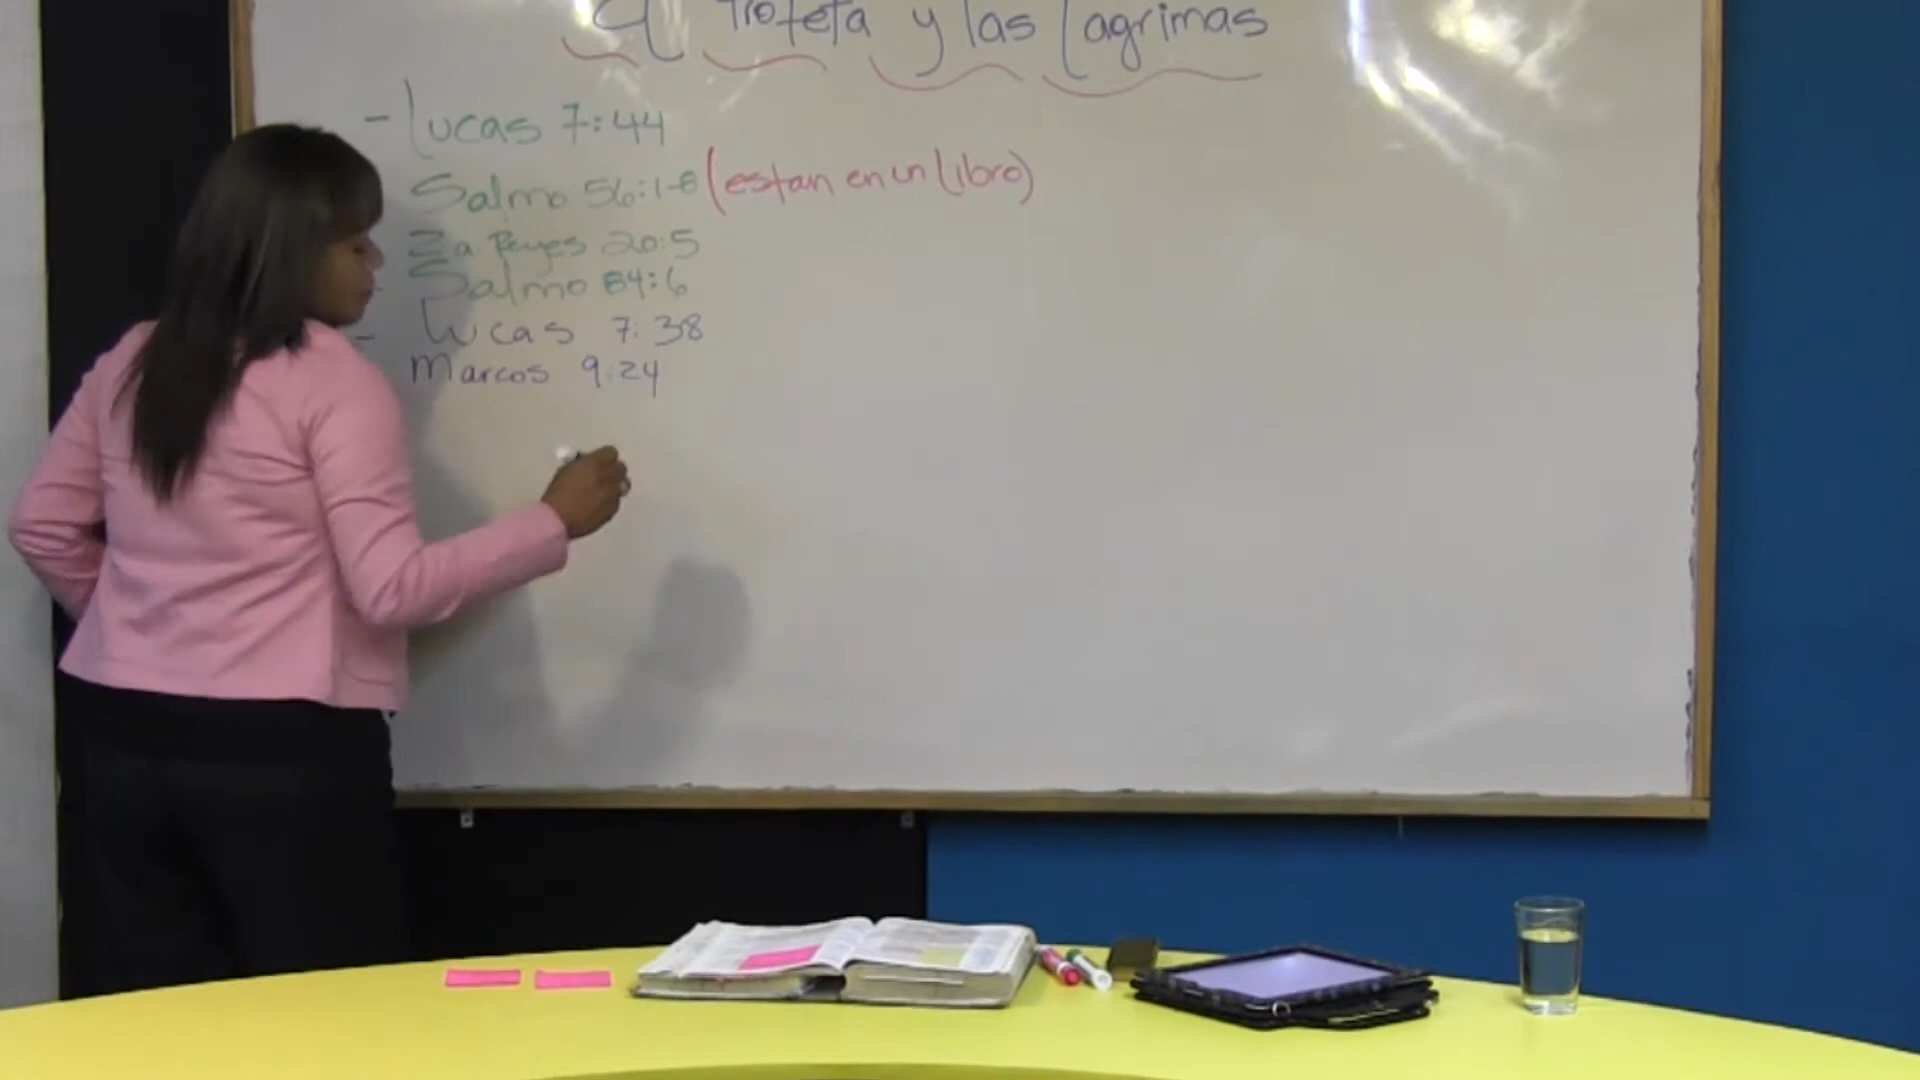 El Profeta y las Lagrimas
- Lucas 7:44
Salmo 56:1-8 (estan en un Libro)
2a Reyes 20:5
- Salmo 84:6
- Lucas 7:38
Marcos 9:24